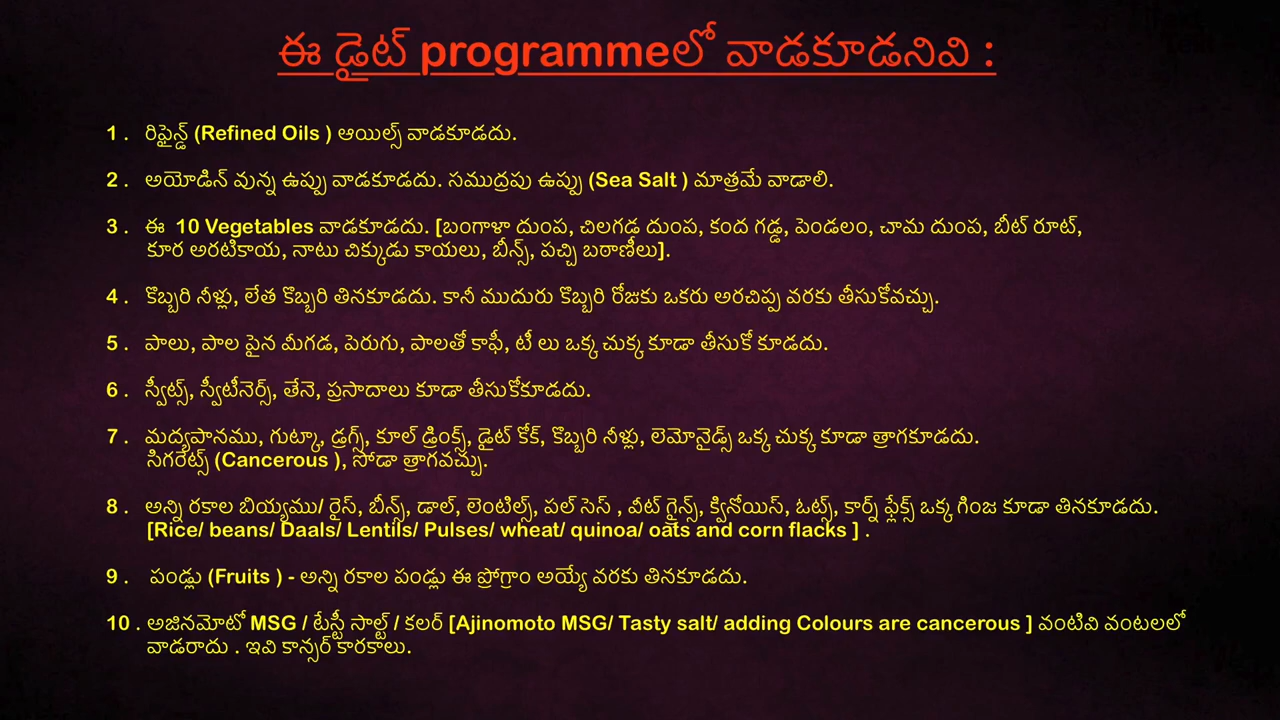 ఈ డైట్ programmeలో వాడకూడనివి :
1 . రిఫైన్డ్ (Refined Oils ) ఆయిల్స్ వాడకూడదు.
2 . అయోడిన్ వున్న ఉప్పు వాడకూడదు. సముద్రపు ఉప్పు (Sea Salt ) మాత్రమే వాడాలి.
3 . ఈ 10 Vegetables వాడకూడదు. [బంగాళా దుంప, చిలగడ దుంప, కంద గడ్డ, పెండలం, చామ దుంప, బీట్ రూట్,
కూర అరటికాయ, నాటు చిక్కుడు కాయలు, బీన్స్, పచ్చి బఠాణీలు].
4 . కొబ్బరి నీళ్లు, లేత కొబ్బరి తినకూడదు. కానీ ముదురు కొబ్బరి రోజుకు ఒకరు అరచిప్ప వరకు తీసుకోవచ్చు.
5 . పాలు, పాల పైన మీగడ, పెరుగు, పాలతో కాఫీ, టీ లు ఒక్క చుక్క కూడా తీసుకో కూడదు.
6 . స్వీట్స్, స్వీటీనెర్స్, తేనె, ప్రసాదాలు కూడా తీసుకోకూడదు.
7 . మద్యపానము, గుట్కా, డ్రగ్స్, కూల్ డ్రింక్స్, డైట్ కోక్, కొబ్బరి నీళ్లు, లెమోనైడ్స్ ఒక్క చుక్క కూడా త్రాగకూడదు.
సిగరేట్స్ (Cancerous ), సోడా త్రాగవచ్చు.
8 . అన్ని రకాల బియ్యము/ రైస్, బీన్స్, డాల్, లెంటిల్స్, పల్ సెస్ , వీట్ గ్రైన్స్, క్వినోయిస్, ఓట్స్, కార్న్ ఫ్లేక్స్ ఒక్క గింజ కూడా తినకూడదు.
[Rice/ beans/ Daals/ Lentils/ Pulses/ wheat/ quinoa/ oats and corn flacks ] .
9 . పండ్లు (Fruits ) - అన్ని రకాల పండ్లు ఈ ప్రోగ్రాం అయ్యే వరకు తినకూడదు.
10 . అజినమోటో MSG / టేస్టీ సాల్ట్ / కలర్ [Ajinomoto MSG/ Tasty salt/ adding Colours are cancerous ] వంటివి వంటలలో
వాడరాదు . ఇవి కాన్సర్ కారకాలు.